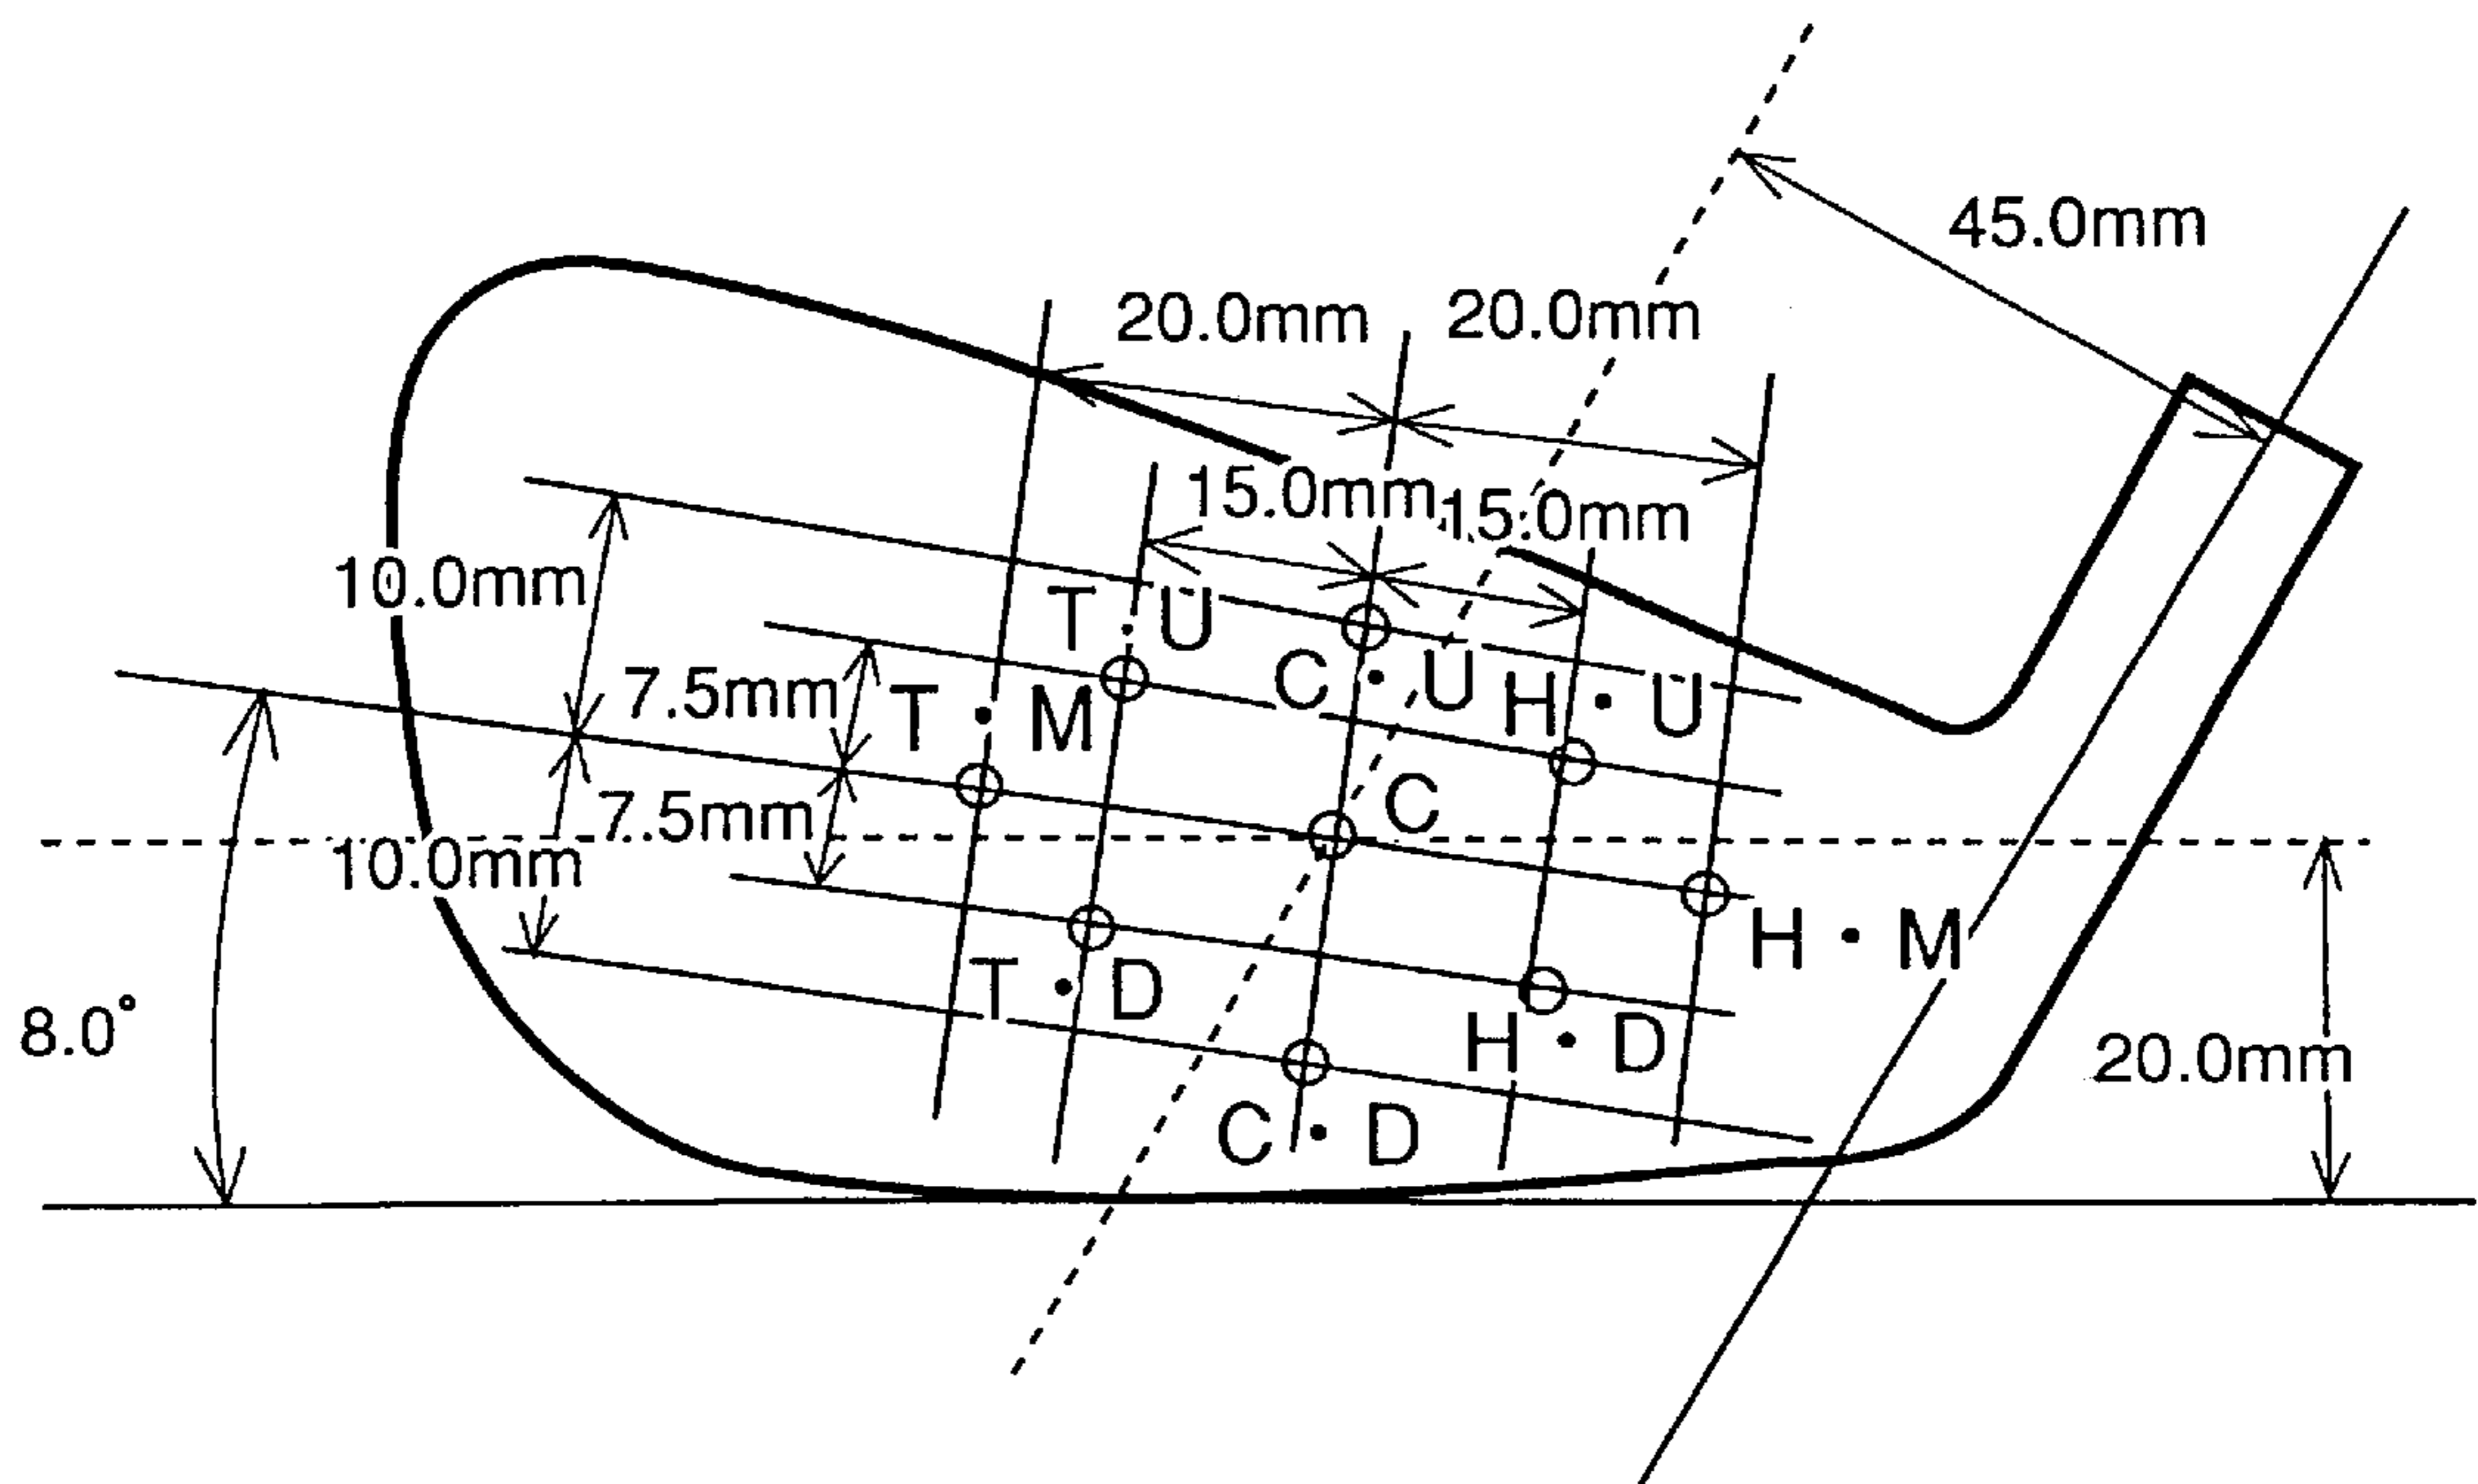 45.0mm
20.0mm 20.0mm
15.0mm 15.0mm
10.0mm
T・U
7.5mm
T・M
C・U
H・U
C
7.5mm
10.0mm
H・M
T・D
8.0°
H・D
20.0mm
C・D